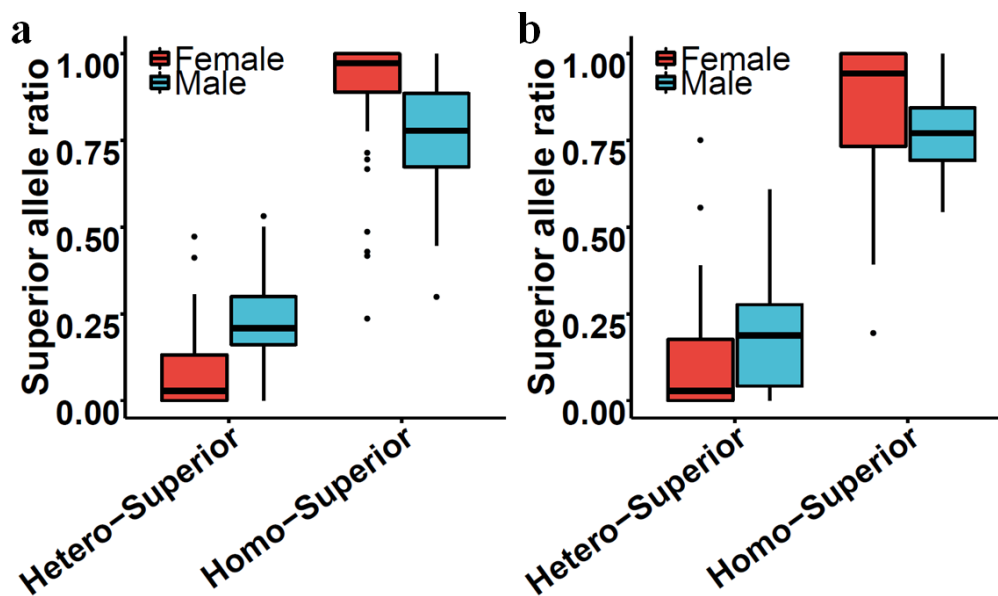 a
Superior allele ratio
1.00
0.75
0.50
0.25
0.00
Female
Male
Hetero−Superior
Homo−Superior
b
Superior allele ratio
1.00
0.75
0.50
0.25
0.00
Female
Male
Hetero−Superior
Homo−Superior